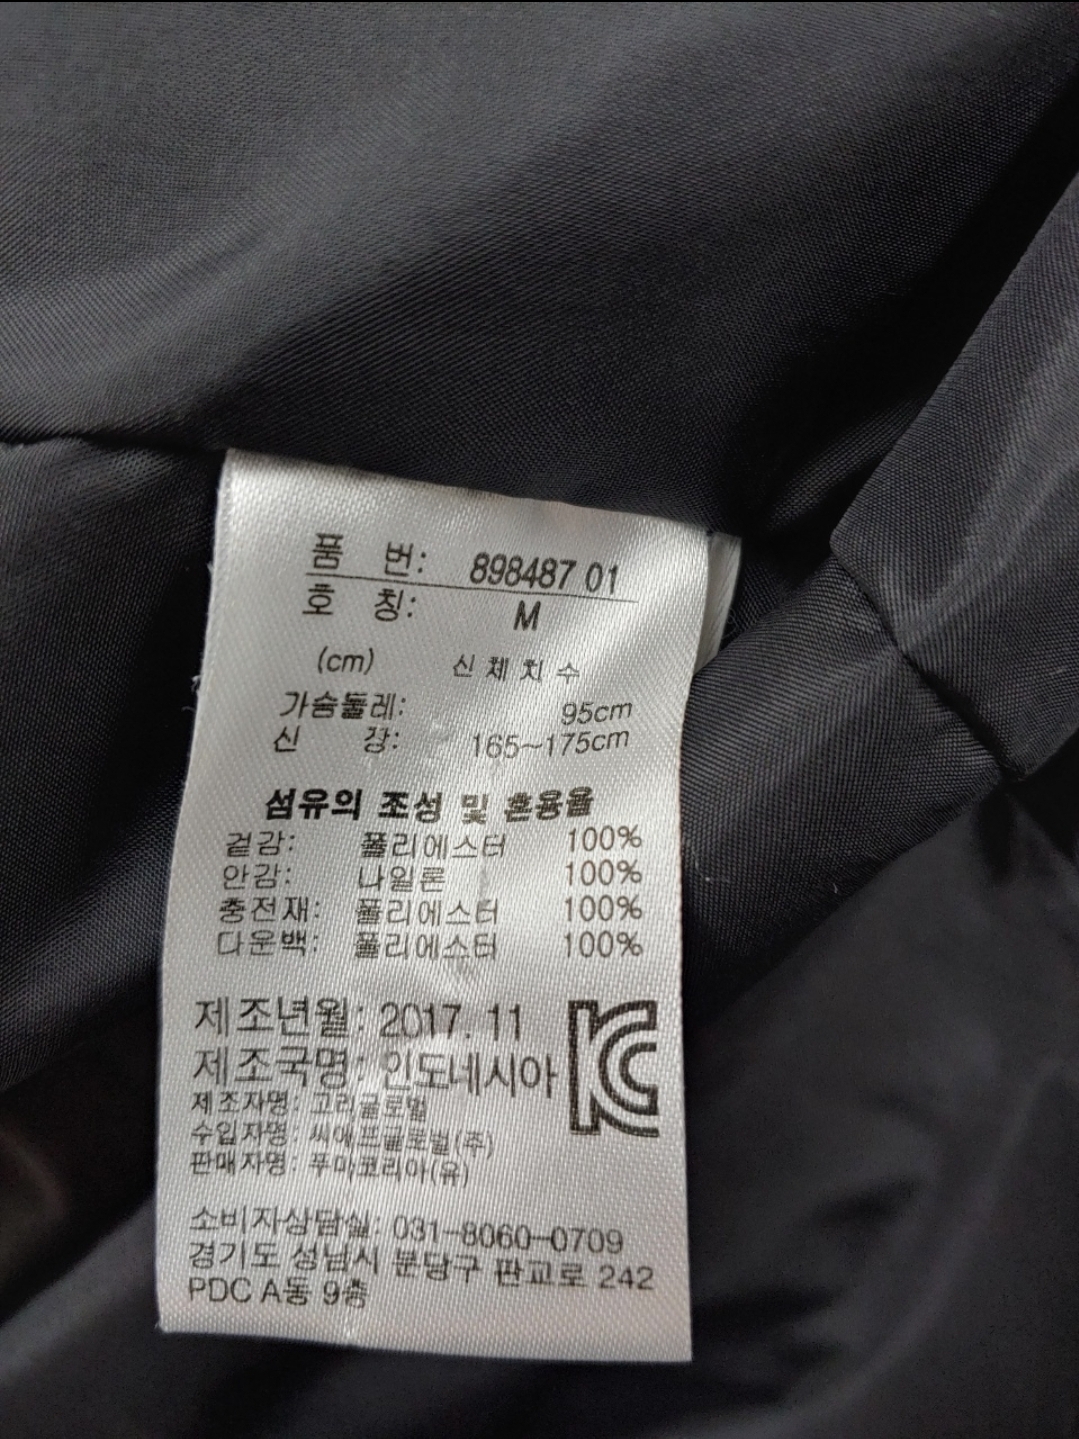 품 번: 898487 01
호 칭: M
(cm) 신체치수
가슴둘레: 95cm
신 장: 165~175cm
섬유의 조성 및 혼용율
겉감: 폴리에스터 100%
안감: 나일론 100%
충전재: 폴리에스터 100%
다운백: 폴리에스터 100%
제조년월: 2017. 11
제조국명: 인도네시아
제조자명: 고려글로벌
수입자명: 씨에프글로벌(주)
판매자명: 푸마코리아(유)
소비자상담실: 031-8060-0709
경기도 성남시 분당구 판교로 242
PDC A동 9층